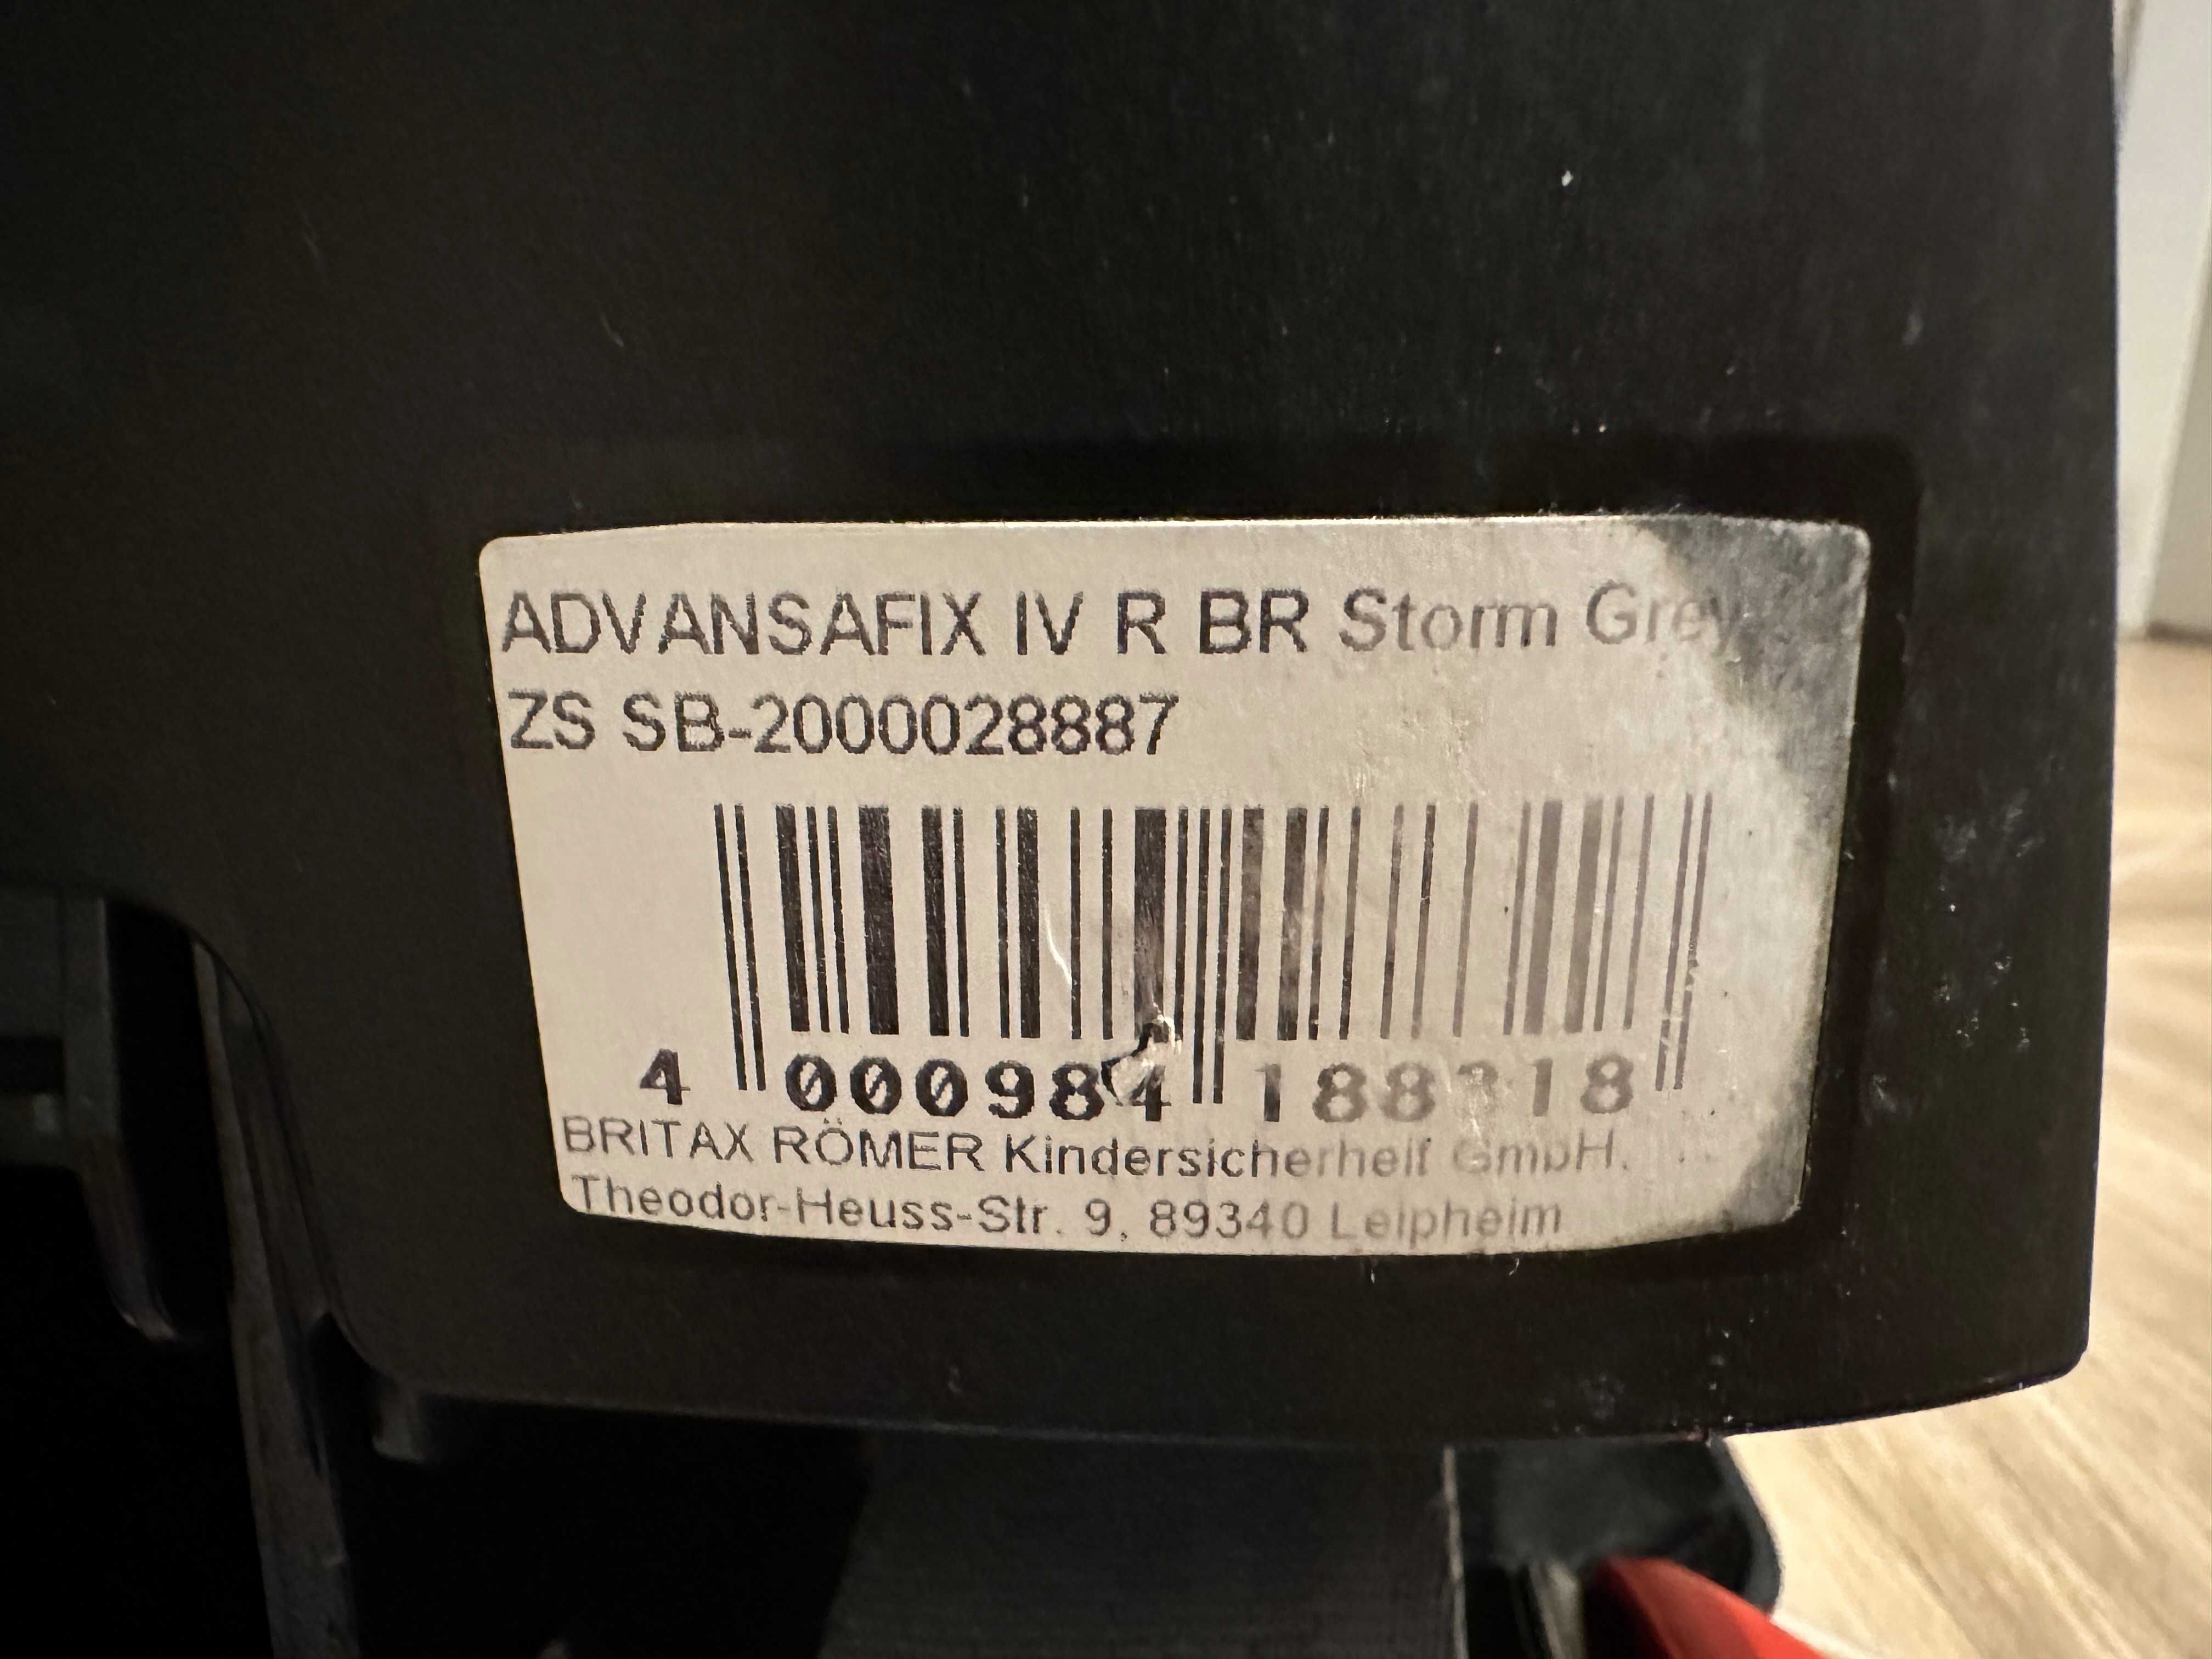 ADVANSAFIX IV R BR Storm Grey
ZS SB-2000028887
4 000984 188318
BRITAX RÖMER Kindersicherheit GmbH.
Theodor-Heuss-Str. 9, 89340 Leipheim